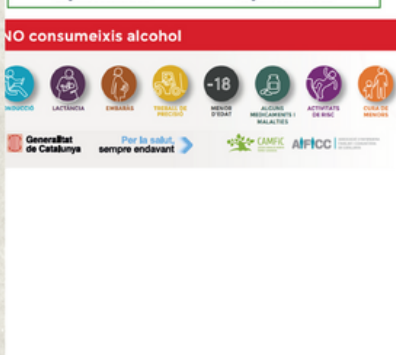 NO consumeixis alcohol
LACTÀNCIA
EMBARÀS
TREBALL DE
PRECISIÓ
-18
MENOR
D'EDAT
ALGUNS
MEDICAMENTS I
MALALTIES
ACTIVITATS
DE RISC
CURA DE
MENORS
Generalitat
de Catalunya
Per la salut,
sempre endavant
CAMFiC
AIFiCC